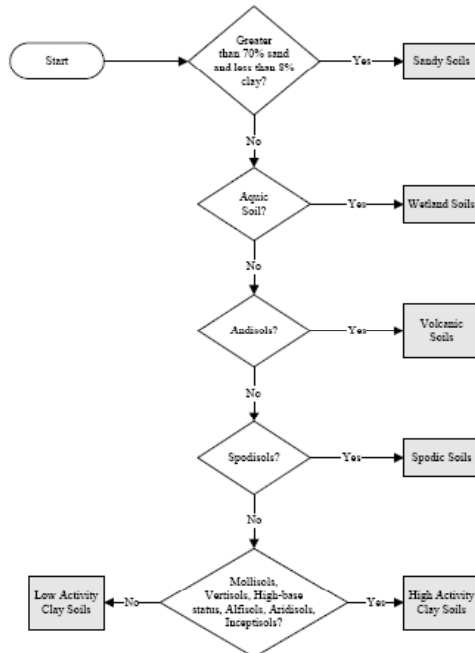 Greater
than 70% sand
and less than 8%
clay?
Start
Yes
Sandy Soils
No
Aquic
Soil?
Yes
Wetland Soils
No
Andisols?
Yes
Volcanic
Soils
No
Spodisols?
Yes
Spodic Soils
No
Mollisols,
Vertisols, High-base
status, Alfisols, Aridisols,
Inceptisols?
Low Activity
Clay Soils
No
Yes
High Activity
Clay Soils